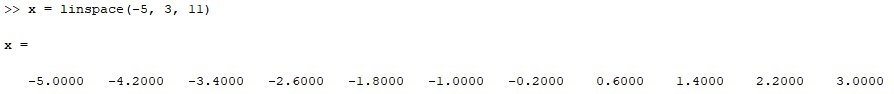 >> x = linspace(-5, 3, 11)
x =
-5.0000 -4.2000 -3.4000 -2.6000 -1.8000 -1.0000 -0.2000 0.6000 1.4000 2.2000 3.0000